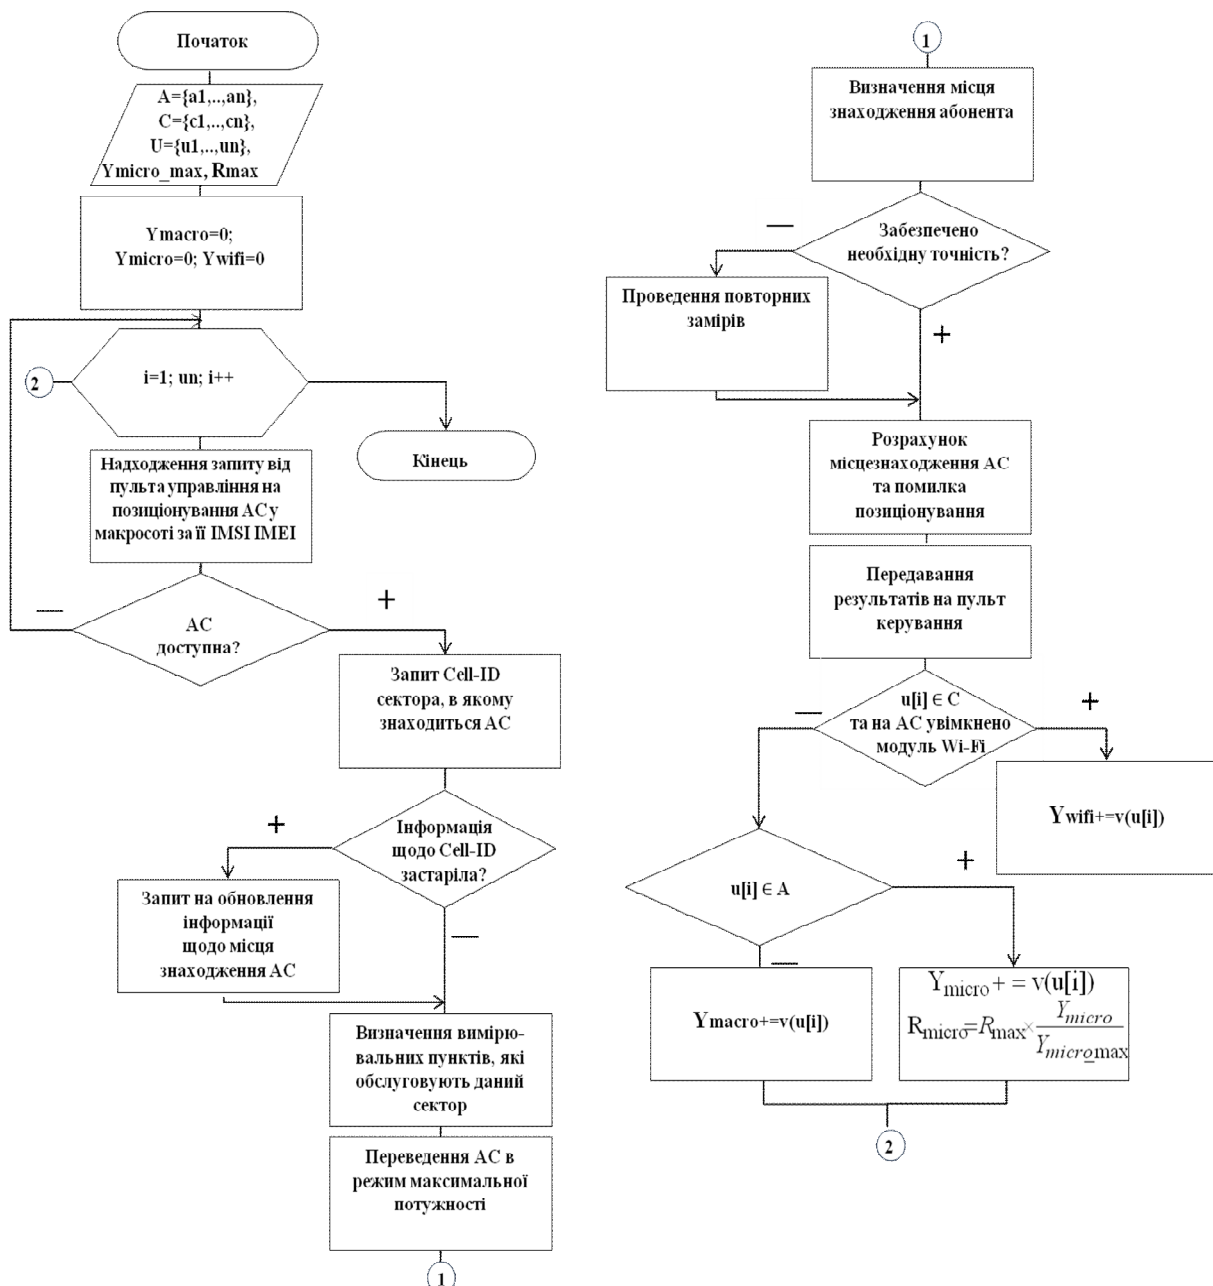 Початок
A={a1,..,an},
C={c1,..,cn},
U={u1,..,un},
Ymicro_max, Rmax
Ymacro=0;
Ymicro=0; Ywifi=0
2
i=1; un; i++
Кінець
Надходження запиту від
пульта управління на
позиціонування АС у
макросоті за її IMSI IMEI
—
+
АС
доступна?
Запит Cell-ID
сектора, в якому
знаходиться АС
+
Інформація
щодо Cell-ID
застаріла?
Запит на обновлення
інформації
щодо місця
знаходження АС
—
Визначення вимірю-
вальних пунктів, які
обслуговують даний
сектор
Переведення АС в
режим максимальної
потужності
1
1
Визначення місця
знаходження абонента
—
Забезпечено
необхідну точність?
Проведення повторних
замірів
+
Розрахунок
місцезнаходження АС
та помилка
позиціонування
Передавання
результатів на пульт
керування
—
u[i] ∈ C
та на АС увімкнено
модуль Wi-Fi
+
Ywifi+=v(u[i])
u[i] ∈ A
+
—
Ymacro+=v(u[i])
Y_micro + = v(u[i])
R_micro=R_max×Y_micro/Y_micro_max
2